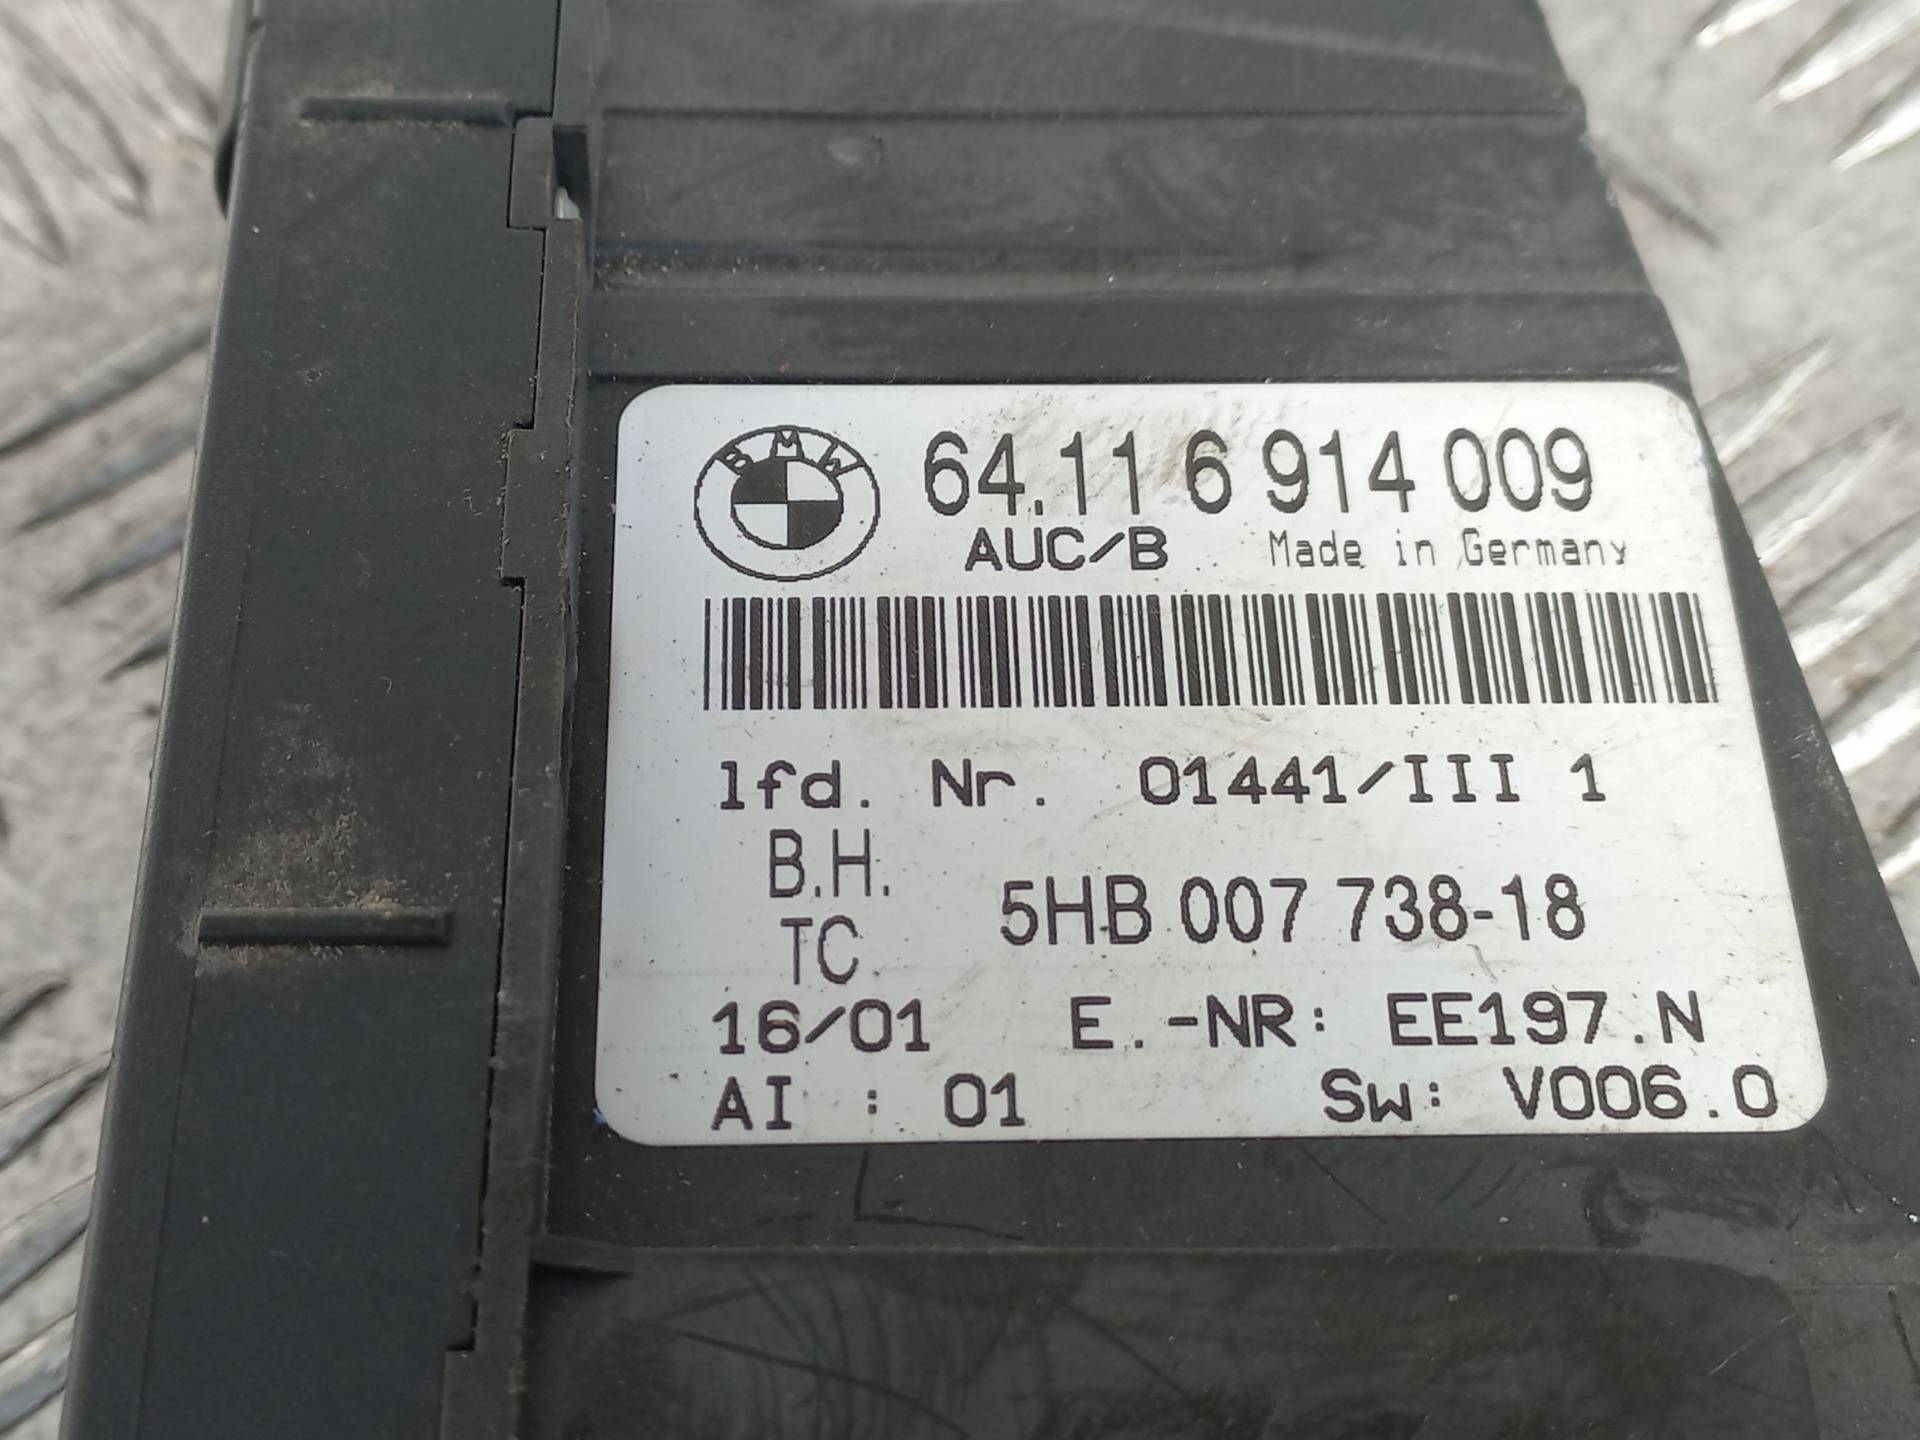 BMW
64.11 6 914 009
AUC/B Made in Germany
lfd. Nr. 01441/III 1
B.H.
TC 5HB 007 738-18
16/01 E.-NR: EE197.N
AI : 01 Sw: V006.0